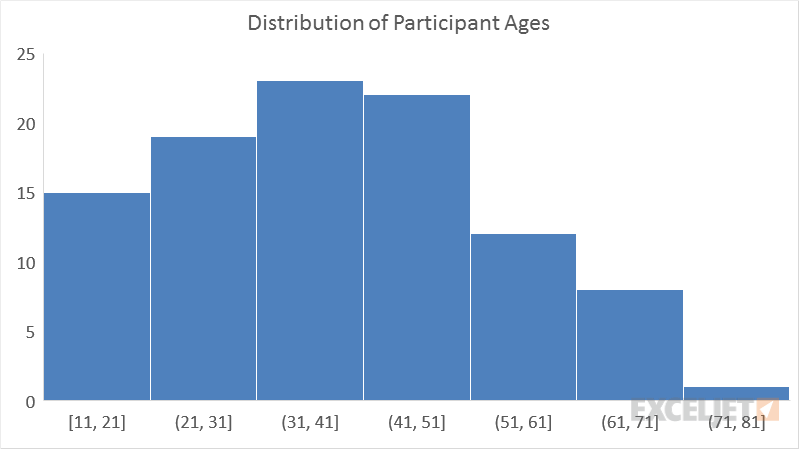 Distribution of Participant Ages
25
20
15
10
5
0
[11, 21] (21, 31] (31, 41] (41, 51] (51, 61] (61, 71] (71, 81]
EXCELJET